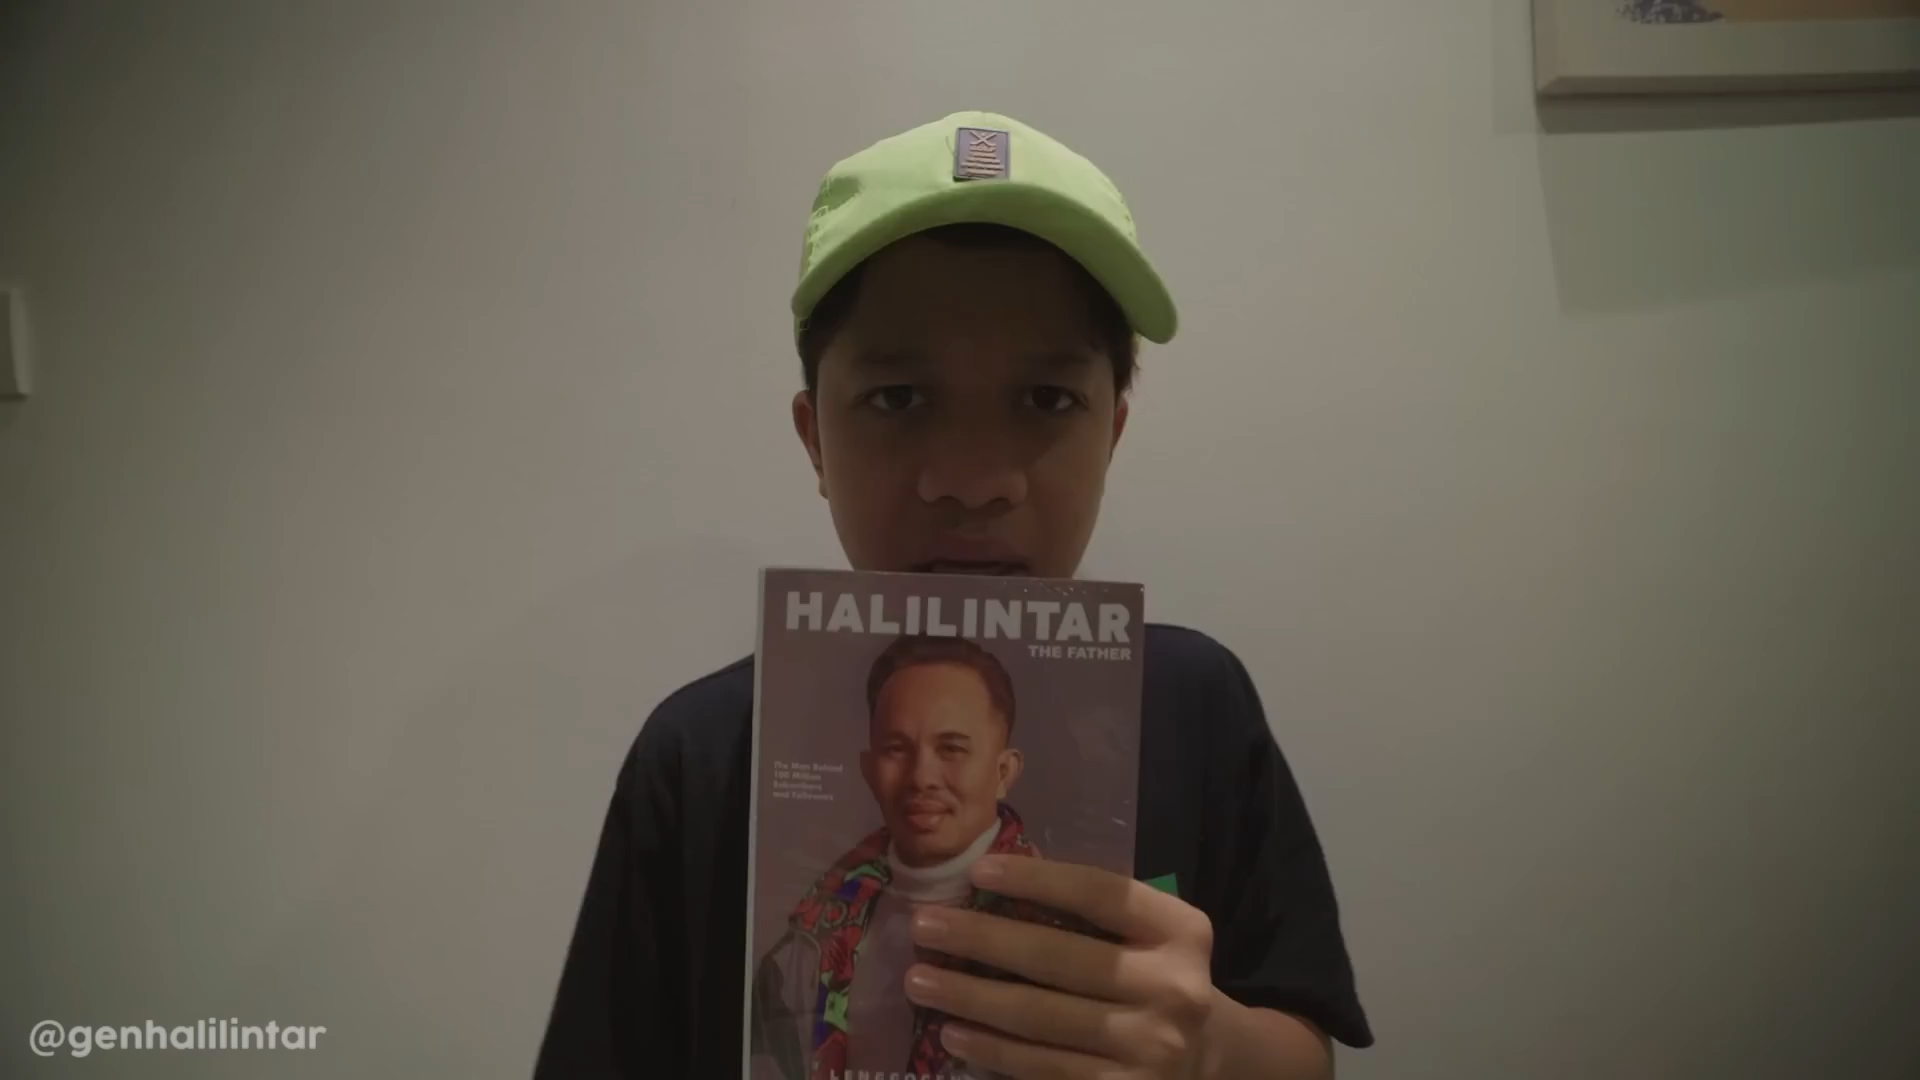 HALILINTAR
THE FATHER
The Man Behind
100 Million
Subscribers
and Followers
@genhalilintar